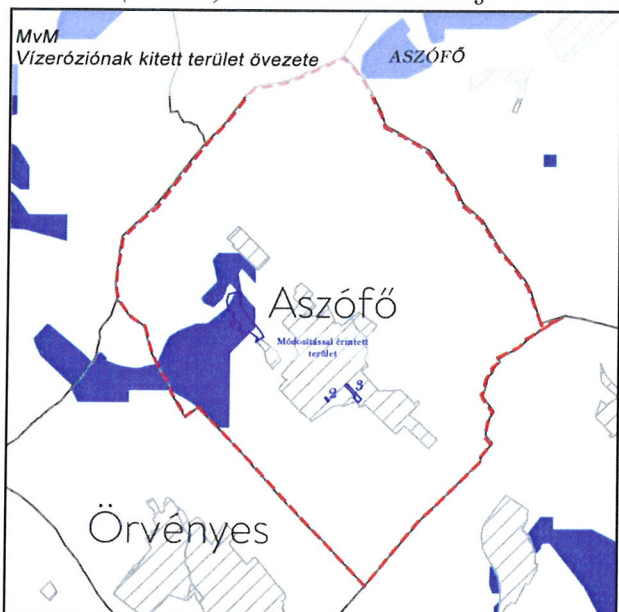 MvM
Vízeróziónak kitett terület övezete
ASZÓFŐ
Aszófő
Módosítással érintett
terület
2
3
Örvényes